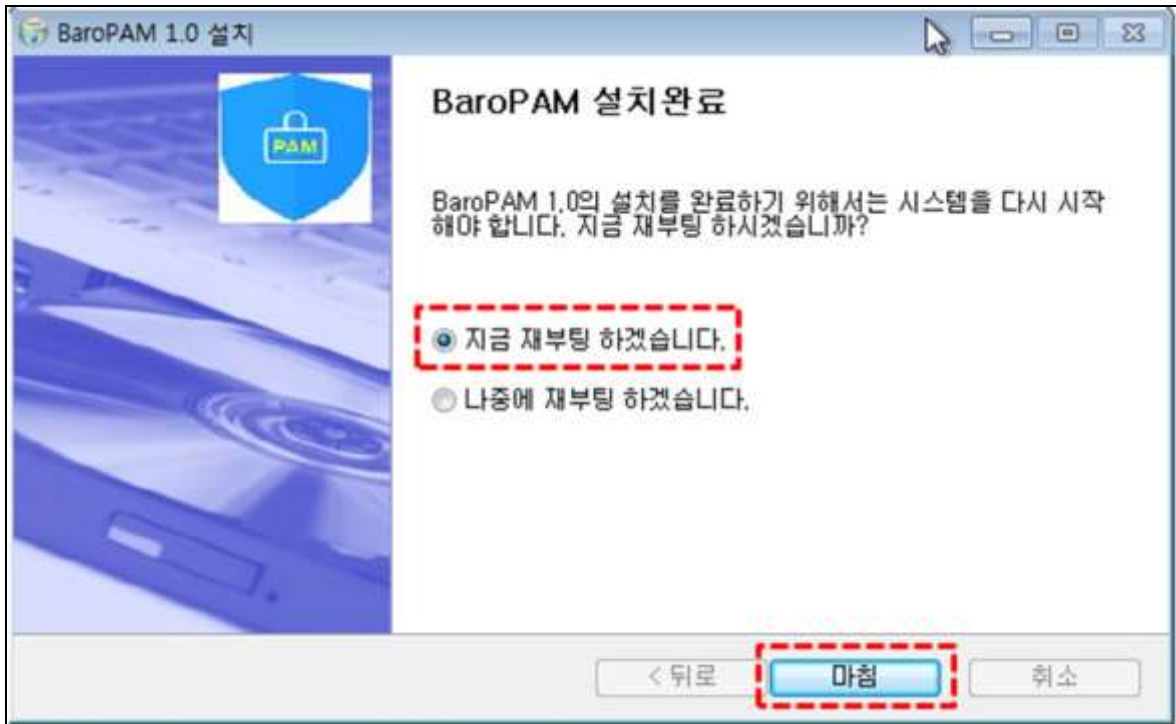 BaroPAM 1.0 설치
PAM
BaroPAM 설치완료
BaroPAM 1.0의 설치를 완료하기 위해서는 시스템을 다시 시작
해야 합니다. 지금 재부팅 하시겠습니까?
지금 재부팅 하겠습니다.
나중에 재부팅 하겠습니다.
< 뒤로
마침
취소